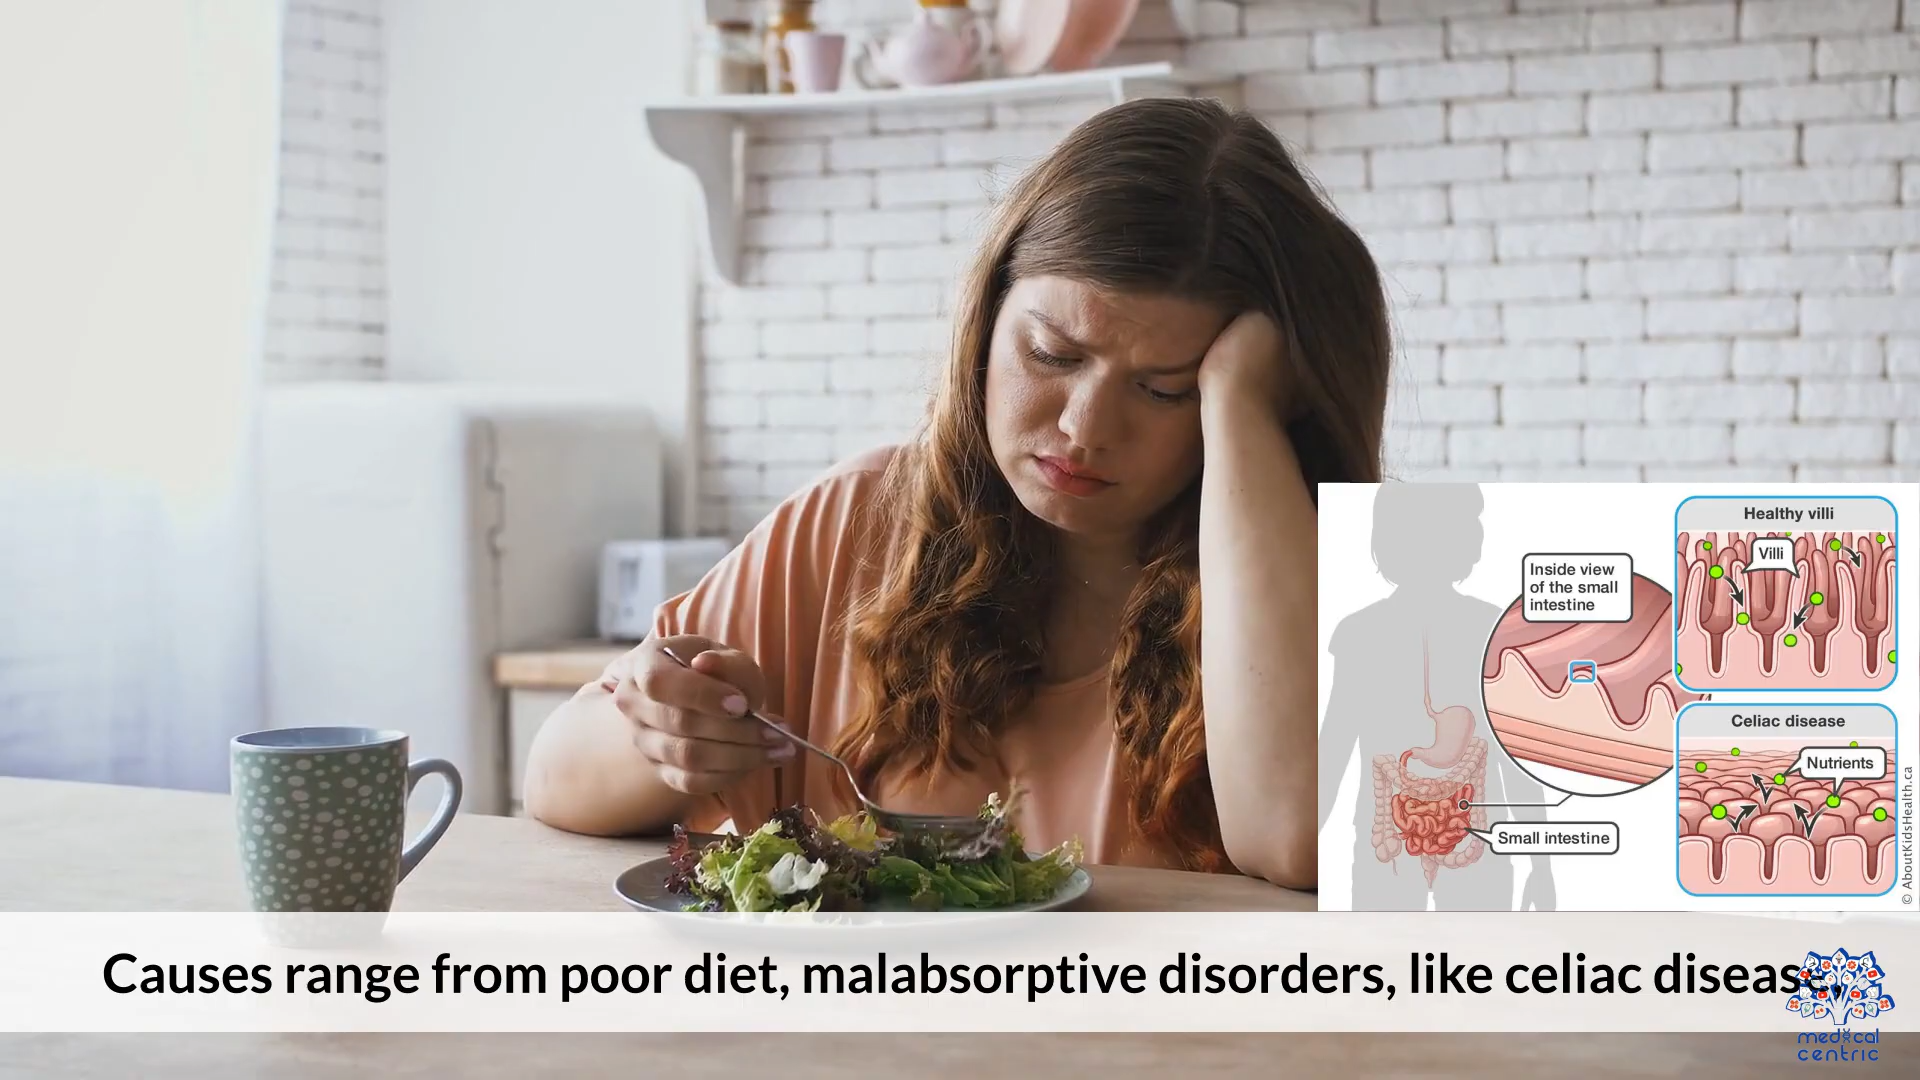 Healthy villi
Villi
Inside view
of the small
intestine
Celiac disease
Nutrients
Small intestine
© AboutKidsHealth.ca
Causes range from poor diet, malabsorptive disorders, like celiac disease,
medical
centric